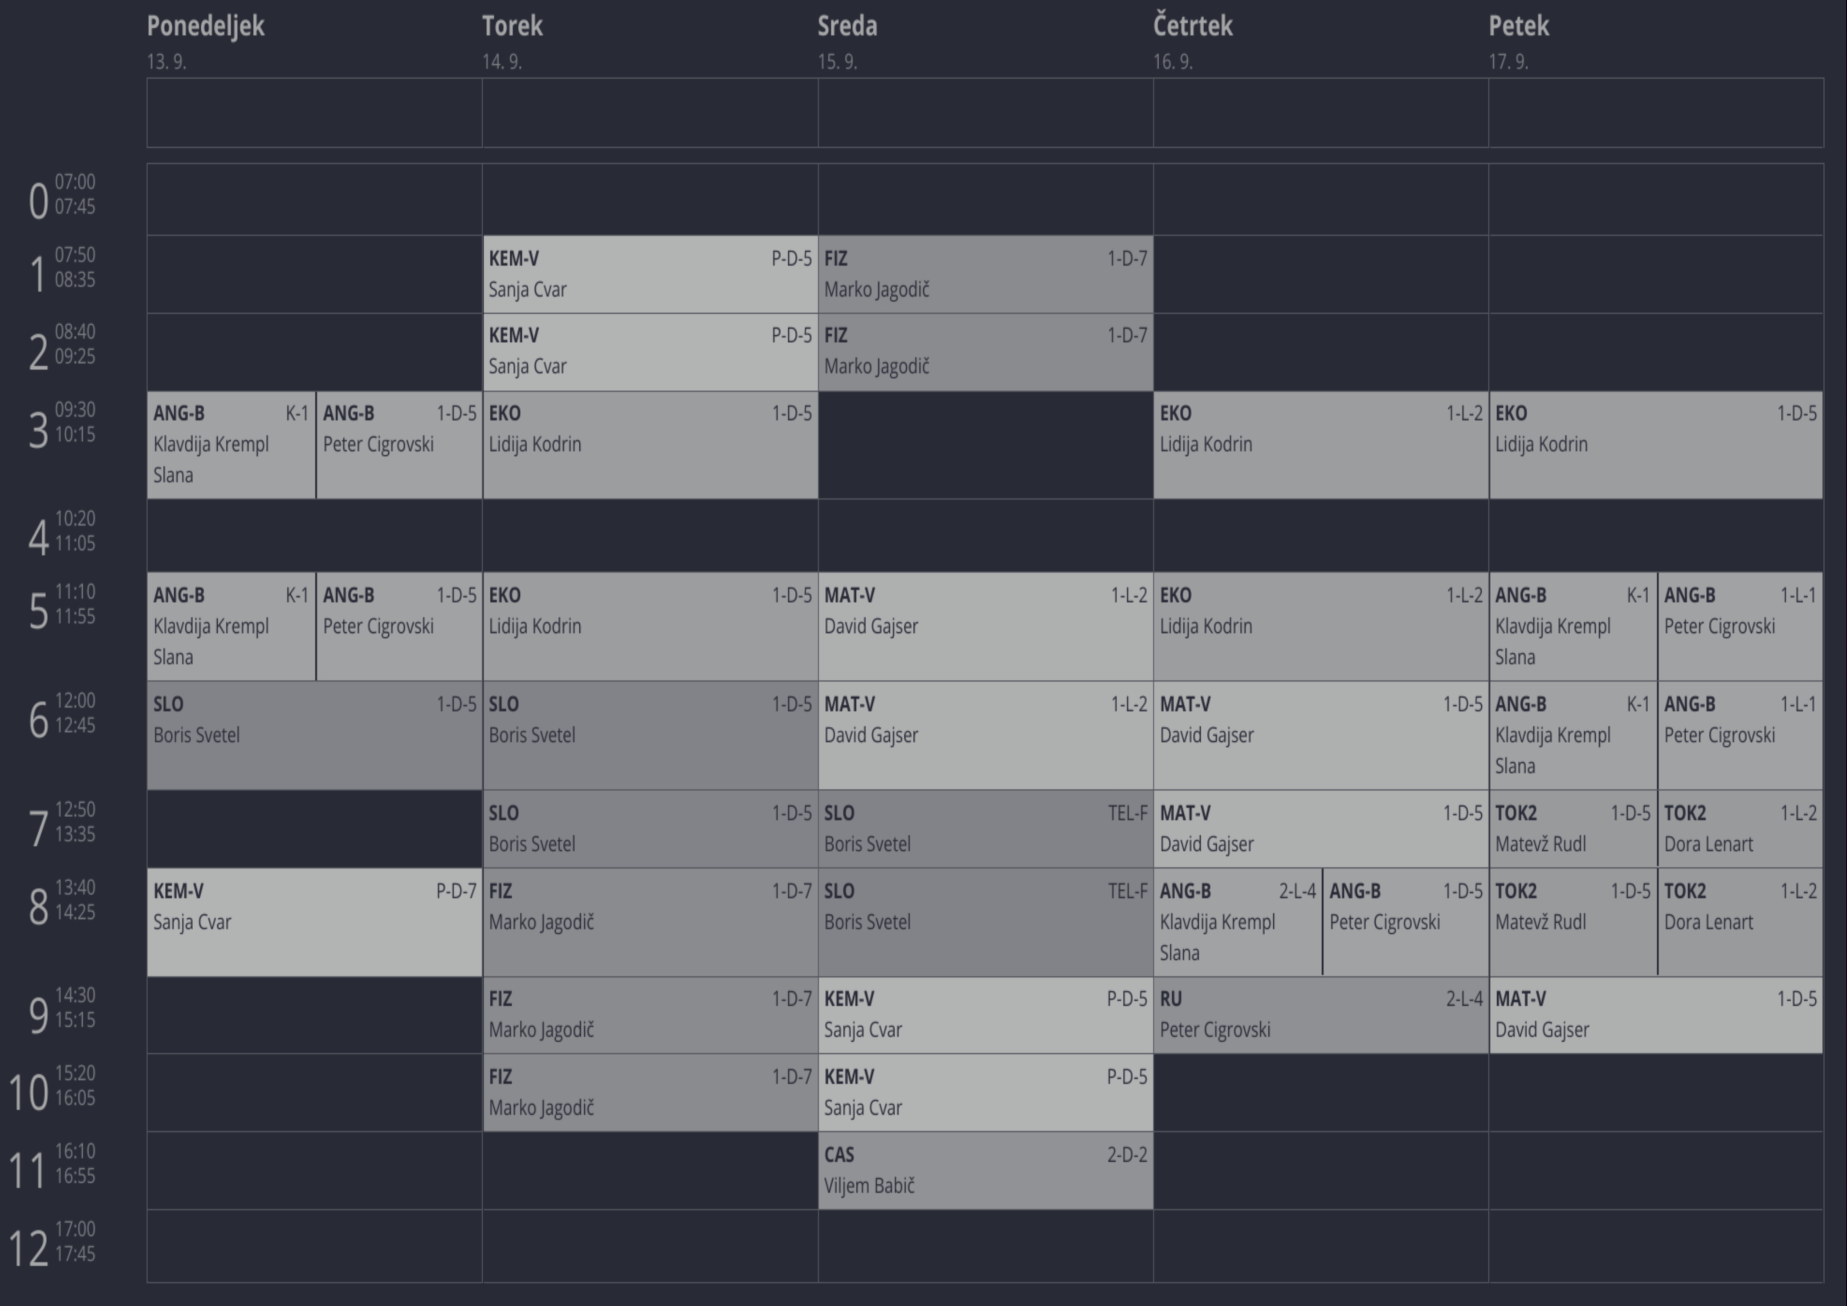 Ponedeljek Torek Sreda Četrtek Petek
13. 9. 14. 9. 15. 9. 16. 9. 17. 9.
0 07:00
07:45
1 07:50
08:35
KEM-V P-D-5 FIZ 1-D-7
Sanja Cvar Marko Jagodič
2 08:40
09:25
KEM-V P-D-5 FIZ 1-D-7
Sanja Cvar Marko Jagodič
3 09:30
10:15
ANG-B K-1 ANG-B 1-D-5 EKO 1-D-5 EKO 1-L-2 EKO 1-D-5
Klavdija Krempl Peter Cigrovski Lidija Kodrin Lidija Kodrin Lidija Kodrin
Slana
4 10:20
11:05
5 11:10
11:55
ANG-B K-1 ANG-B 1-D-5 EKO 1-D-5 MAT-V 1-L-2 EKO 1-L-2 ANG-B K-1 ANG-B 1-L-1
Klavdija Krempl Peter Cigrovski Lidija Kodrin David Gajser Lidija Kodrin Klavdija Krempl Peter Cigrovski
Slana Slana
6 12:00
12:45
SLO 1-D-5 SLO 1-D-5 MAT-V 1-L-2 MAT-V 1-D-5 ANG-B K-1 ANG-B 1-L-1
Boris Svetel Boris Svetel David Gajser David Gajser Klavdija Krempl Peter Cigrovski
Slana
7 12:50
13:35
SLO 1-D-5 SLO TEL-F MAT-V 1-D-5 TOK2 1-D-5 TOK2 1-L-2
Boris Svetel Boris Svetel David Gajser Matevž Rudl Dora Lenart
8 13:40
14:25
KEM-V P-D-7 FIZ 1-D-7 SLO TEL-F ANG-B 2-L-4 ANG-B 1-D-5 TOK2 1-D-5 TOK2 1-L-2
Sanja Cvar Marko Jagodič Boris Svetel Klavdija Krempl Peter Cigrovski Matevž Rudl Dora Lenart
Slana
9 14:30
15:15
FIZ 1-D-7 KEM-V P-D-5 RU 2-L-4 MAT-V 1-D-5
Marko Jagodič Sanja Cvar Peter Cigrovski David Gajser
10 15:20
16:05
FIZ 1-D-7 KEM-V P-D-5
Marko Jagodič Sanja Cvar
11 16:10
16:55
CAS 2-D-2
Viljem Babič
12 17:00
17:45